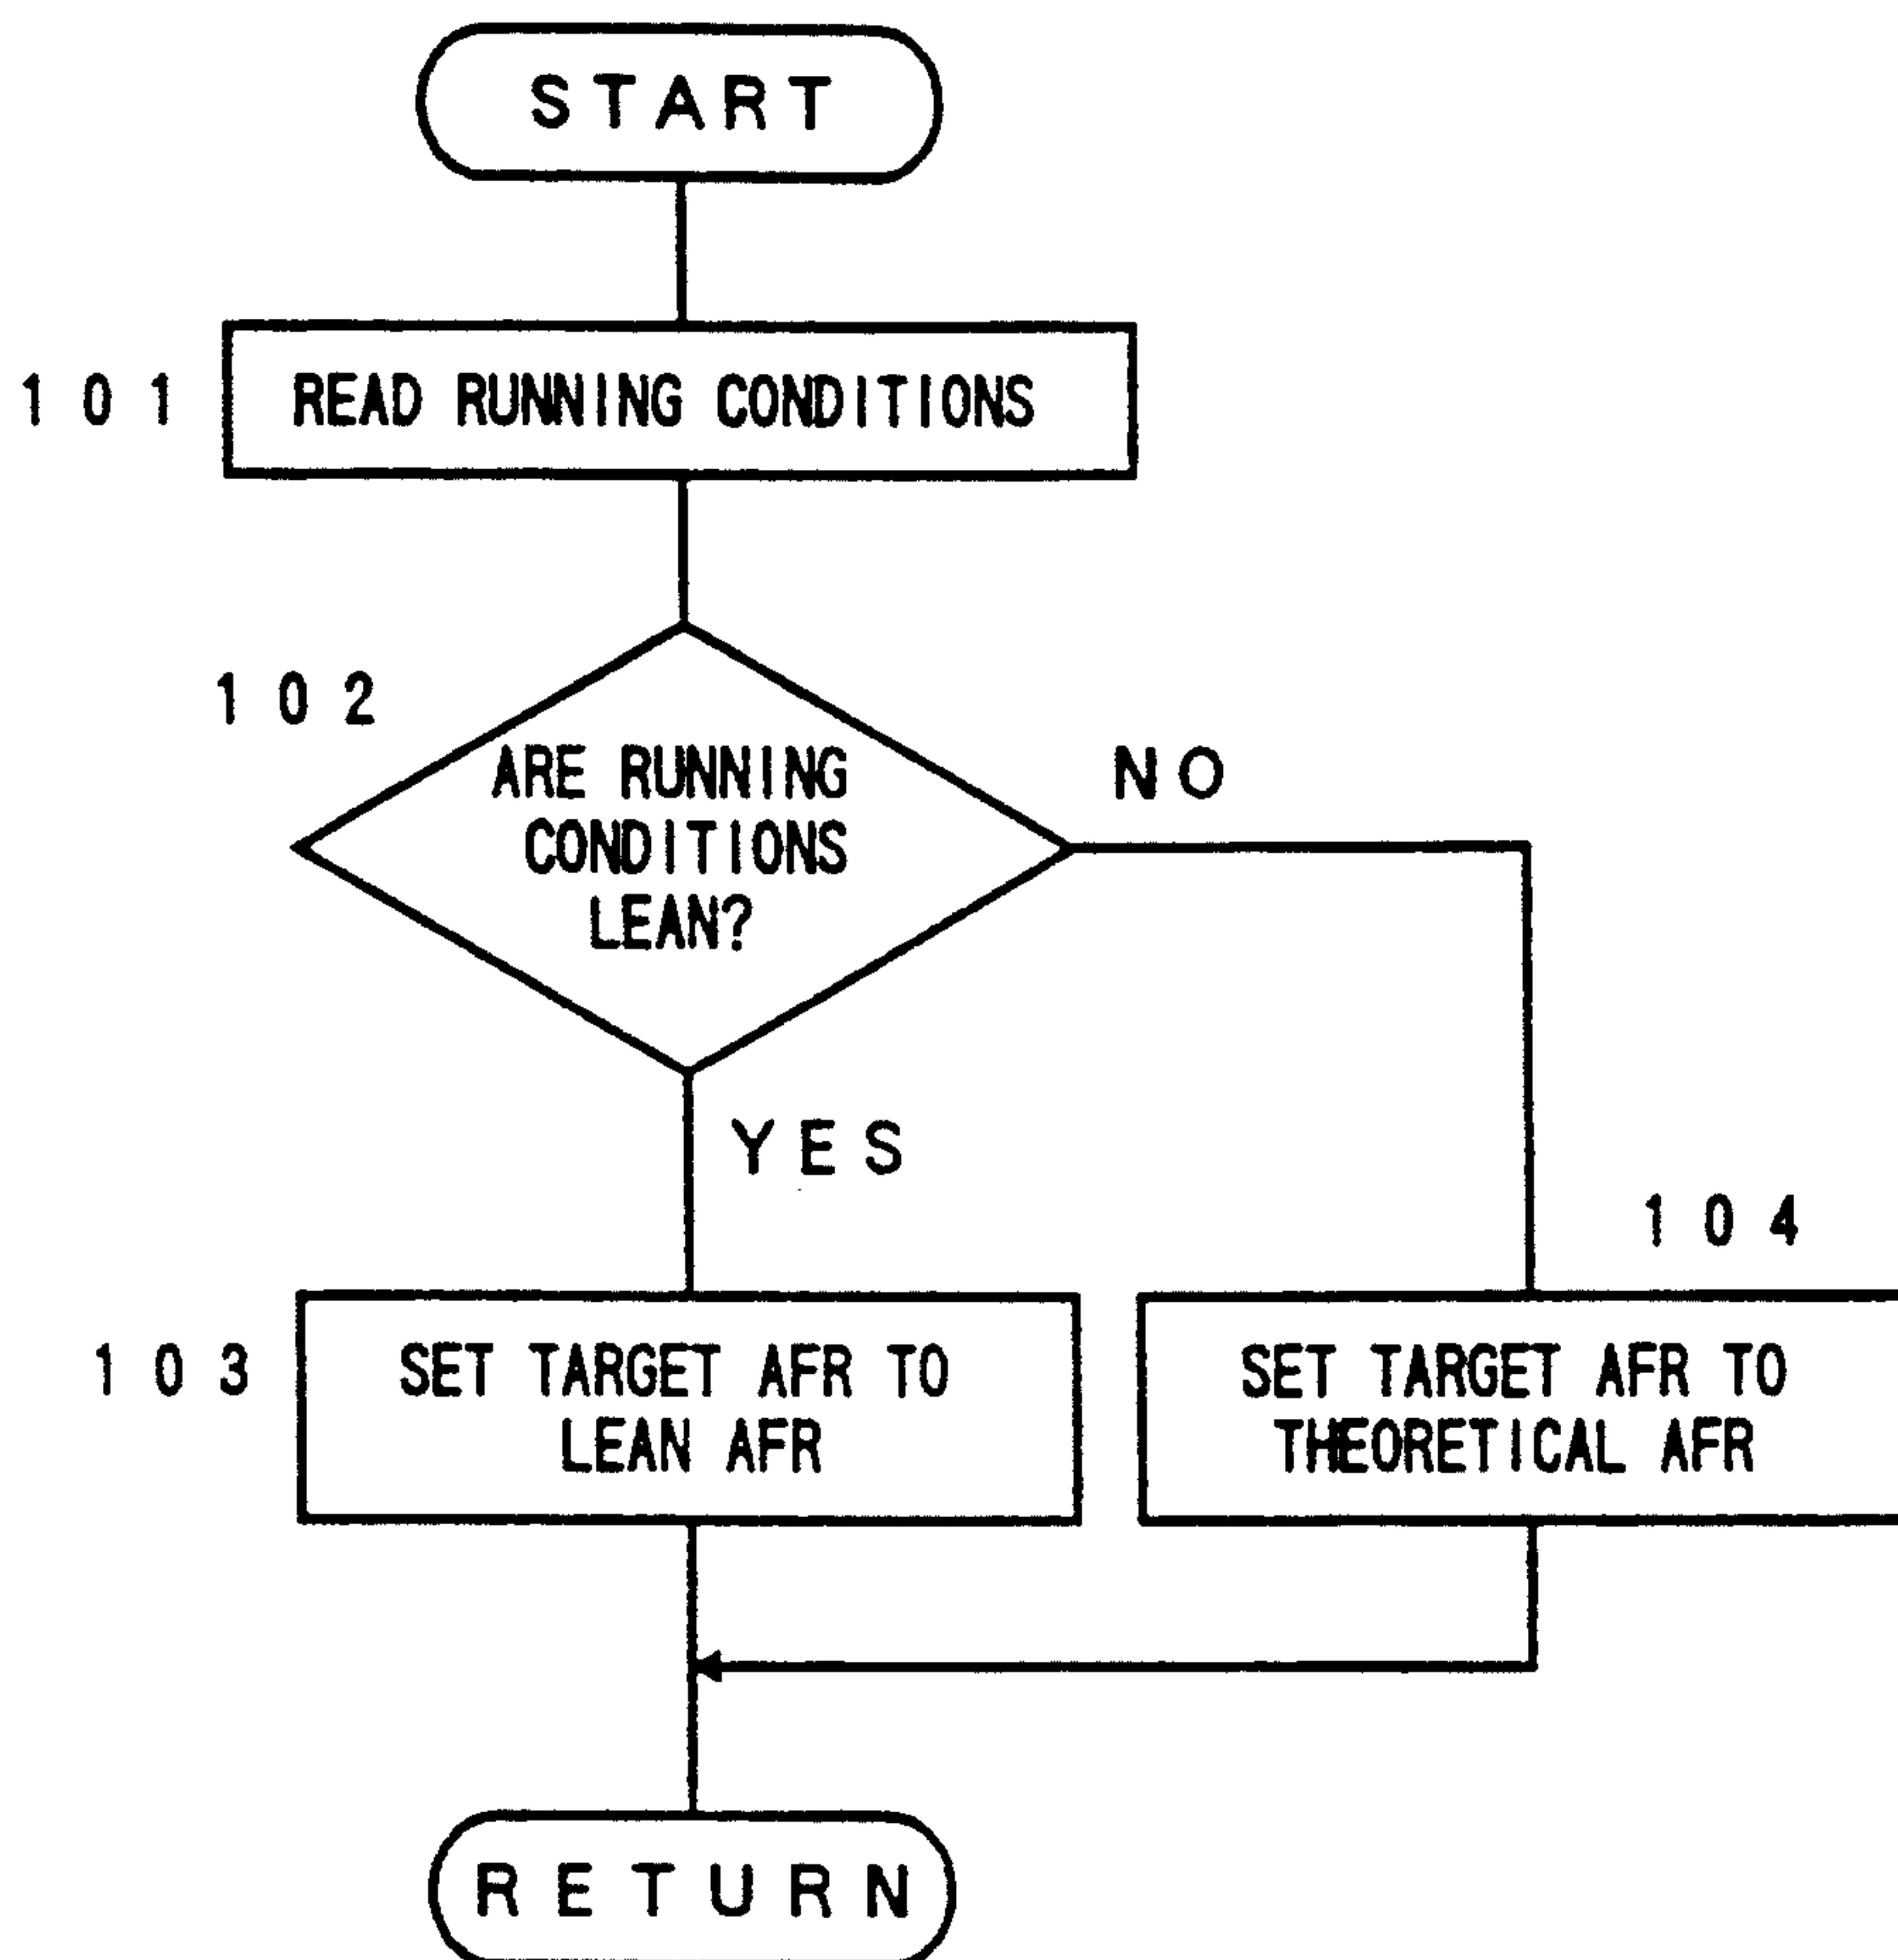 START
101
READ RUNNING CONDITIONS
102
ARE RUNNING
CONDITIONS
LEAN?
NO
YES
104
103
SET TARGET AFR TO
LEAN AFR
SET TARGET AFR TO
THEORETICAL AFR
RETURN